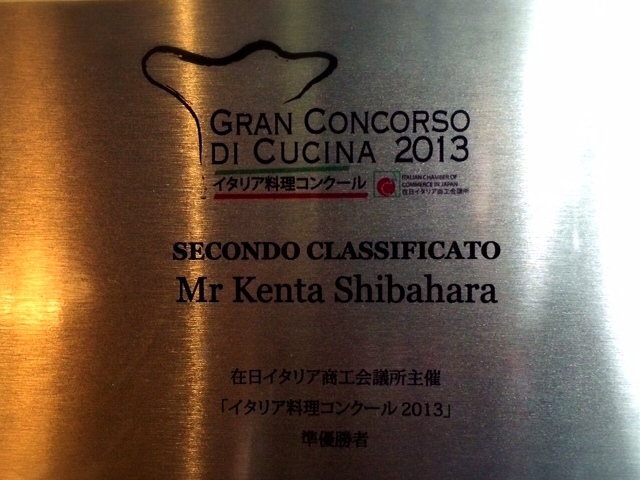 GRAN CONCORSO
DI CUCINA 2013
イタリア料理コンクール
ITALIAN CHAMBER OF
COMMERCE IN JAPAN
在日イタリア商工会議所
SECONDO CLASSIFICATO
Mr Kenta Shibahara
在日イタリア商工会議所主催
「イタリア料理コンクール 2013」
準優勝者